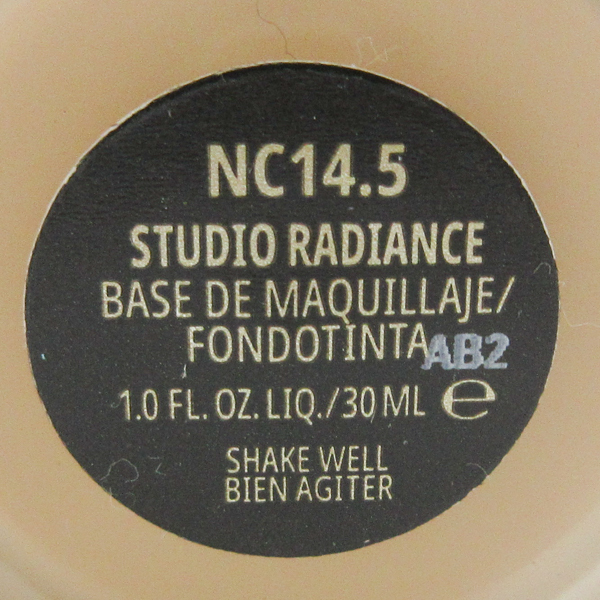 NC14.5
STUDIO RADIANCE
BASE DE MAQUILLAJE/
FONDOTINTA
AB2
1.0 FL. OZ. LIQ./30 ML ℮
SHAKE WELL
BIEN AGITER